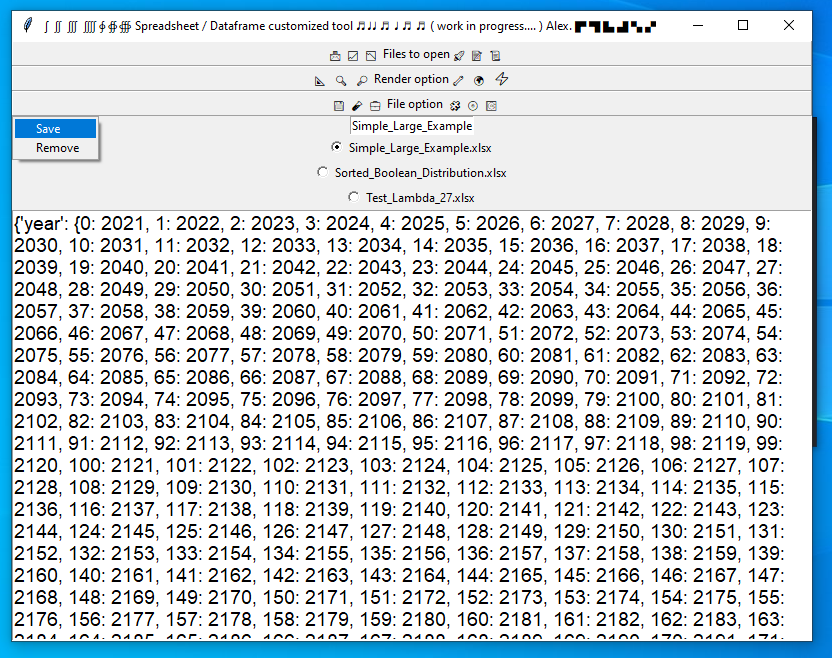 ∫ ∬ ∭ ⨌ ∮ ∯ ∰ Spreadsheet / Dataframe customized tool ♬♩♩ ♬ ♩ ♬ ♬ ( work in progress.... ) Alex.
Files to open
Render option
File option
Save
Remove
Simple_Large_Example
Simple_Large_Example.xlsx
Sorted_Boolean_Distribution.xlsx
Test_Lambda_27.xlsx
{'year': {0: 2021, 1: 2022, 2: 2023, 3: 2024, 4: 2025, 5: 2026, 6: 2027, 7: 2028, 8: 2029, 9:
2030, 10: 2031, 11: 2032, 12: 2033, 13: 2034, 14: 2035, 15: 2036, 16: 2037, 17: 2038, 18:
2039, 19: 2040, 20: 2041, 21: 2042, 22: 2043, 23: 2044, 24: 2045, 25: 2046, 26: 2047, 27:
2048, 28: 2049, 29: 2050, 30: 2051, 31: 2052, 32: 2053, 33: 2054, 34: 2055, 35: 2056, 36:
2057, 37: 2058, 38: 2059, 39: 2060, 40: 2061, 41: 2062, 42: 2063, 43: 2064, 44: 2065, 45:
2066, 46: 2067, 47: 2068, 48: 2069, 49: 2070, 50: 2071, 51: 2072, 52: 2073, 53: 2074, 54:
2075, 55: 2076, 56: 2077, 57: 2078, 58: 2079, 59: 2080, 60: 2081, 61: 2082, 62: 2083, 63:
2084, 64: 2085, 65: 2086, 66: 2087, 67: 2088, 68: 2089, 69: 2090, 70: 2091, 71: 2092, 72:
2093, 73: 2094, 74: 2095, 75: 2096, 76: 2097, 77: 2098, 78: 2099, 79: 2100, 80: 2101, 81:
2102, 82: 2103, 83: 2104, 84: 2105, 85: 2106, 86: 2107, 87: 2108, 88: 2109, 89: 2110, 90:
2111, 91: 2112, 92: 2113, 93: 2114, 94: 2115, 95: 2116, 96: 2117, 97: 2118, 98: 2119, 99:
2120, 100: 2121, 101: 2122, 102: 2123, 103: 2124, 104: 2125, 105: 2126, 106: 2127, 107:
2128, 108: 2129, 109: 2130, 110: 2131, 111: 2132, 112: 2133, 113: 2134, 114: 2135, 115:
2136, 116: 2137, 117: 2138, 118: 2139, 119: 2140, 120: 2141, 121: 2142, 122: 2143, 123:
2144, 124: 2145, 125: 2146, 126: 2147, 127: 2148, 128: 2149, 129: 2150, 130: 2151, 131:
2152, 132: 2153, 133: 2154, 134: 2155, 135: 2156, 136: 2157, 137: 2158, 138: 2159, 139:
2160, 140: 2161, 141: 2162, 142: 2163, 143: 2164, 144: 2165, 145: 2166, 146: 2167, 147:
2168, 148: 2169, 149: 2170, 150: 2171, 151: 2172, 152: 2173, 153: 2174, 154: 2175, 155:
2176, 156: 2177, 157: 2178, 158: 2179, 159: 2180, 160: 2181, 161: 2182, 162: 2183, 163:
2184, 164: 2185, 165: 2186, 166: 2187, 167: 2188, 168: 2189, 169: 2190, 170: 2191, 171: